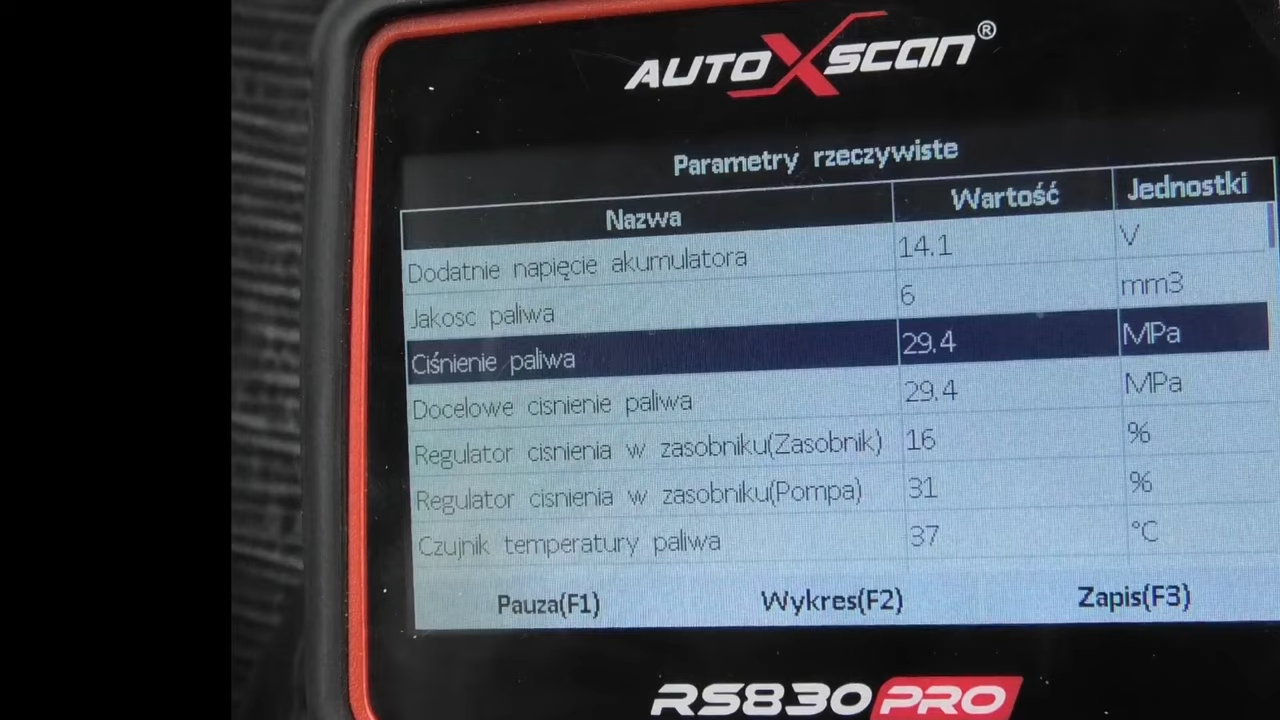 AUTOXSCAN®
Parametry rzeczywiste
Nazwa Wartość Jednostki
Dodatnie napięcie akumulatora 14.1 V
Jakosc paliwa 6 mm3
Ciśnienie paliwa 29.4 MPa
Docelowe cisnienie paliwa 29.4 MPa
Regulator cisnienia w zasobniku(Zasobnik) 16 %
Regulator cisnienia w zasobniku(Pompa) 31 %
Czujnik temperatury paliwa 37 °C
Pauza(F1) Wykres(F2) Zapis(F3)
RS830 PRO